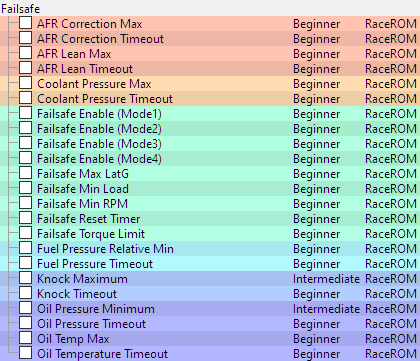 Failsafe
AFR Correction Max Beginner RaceROM
AFR Correction Timeout Beginner RaceROM
AFR Lean Max Beginner RaceROM
AFR Lean Timeout Beginner RaceROM
Coolant Pressure Max Beginner RaceROM
Coolant Pressure Timeout Beginner RaceROM
Failsafe Enable (Mode1) Beginner RaceROM
Failsafe Enable (Mode2) Beginner RaceROM
Failsafe Enable (Mode3) Beginner RaceROM
Failsafe Enable (Mode4) Beginner RaceROM
Failsafe Max LatG Beginner RaceROM
Failsafe Min Load Beginner RaceROM
Failsafe Min RPM Beginner RaceROM
Failsafe Reset Timer Beginner RaceROM
Failsafe Torque Limit Beginner RaceROM
Fuel Pressure Relative Min Beginner RaceROM
Fuel Pressure Timeout Beginner RaceROM
Knock Maximum Intermediate RaceROM
Knock Timeout Beginner RaceROM
Oil Pressure Minimum Intermediate RaceROM
Oil Pressure Timeout Beginner RaceROM
Oil Temp Max Beginner RaceROM
Oil Temperature Timeout Beginner RaceROM